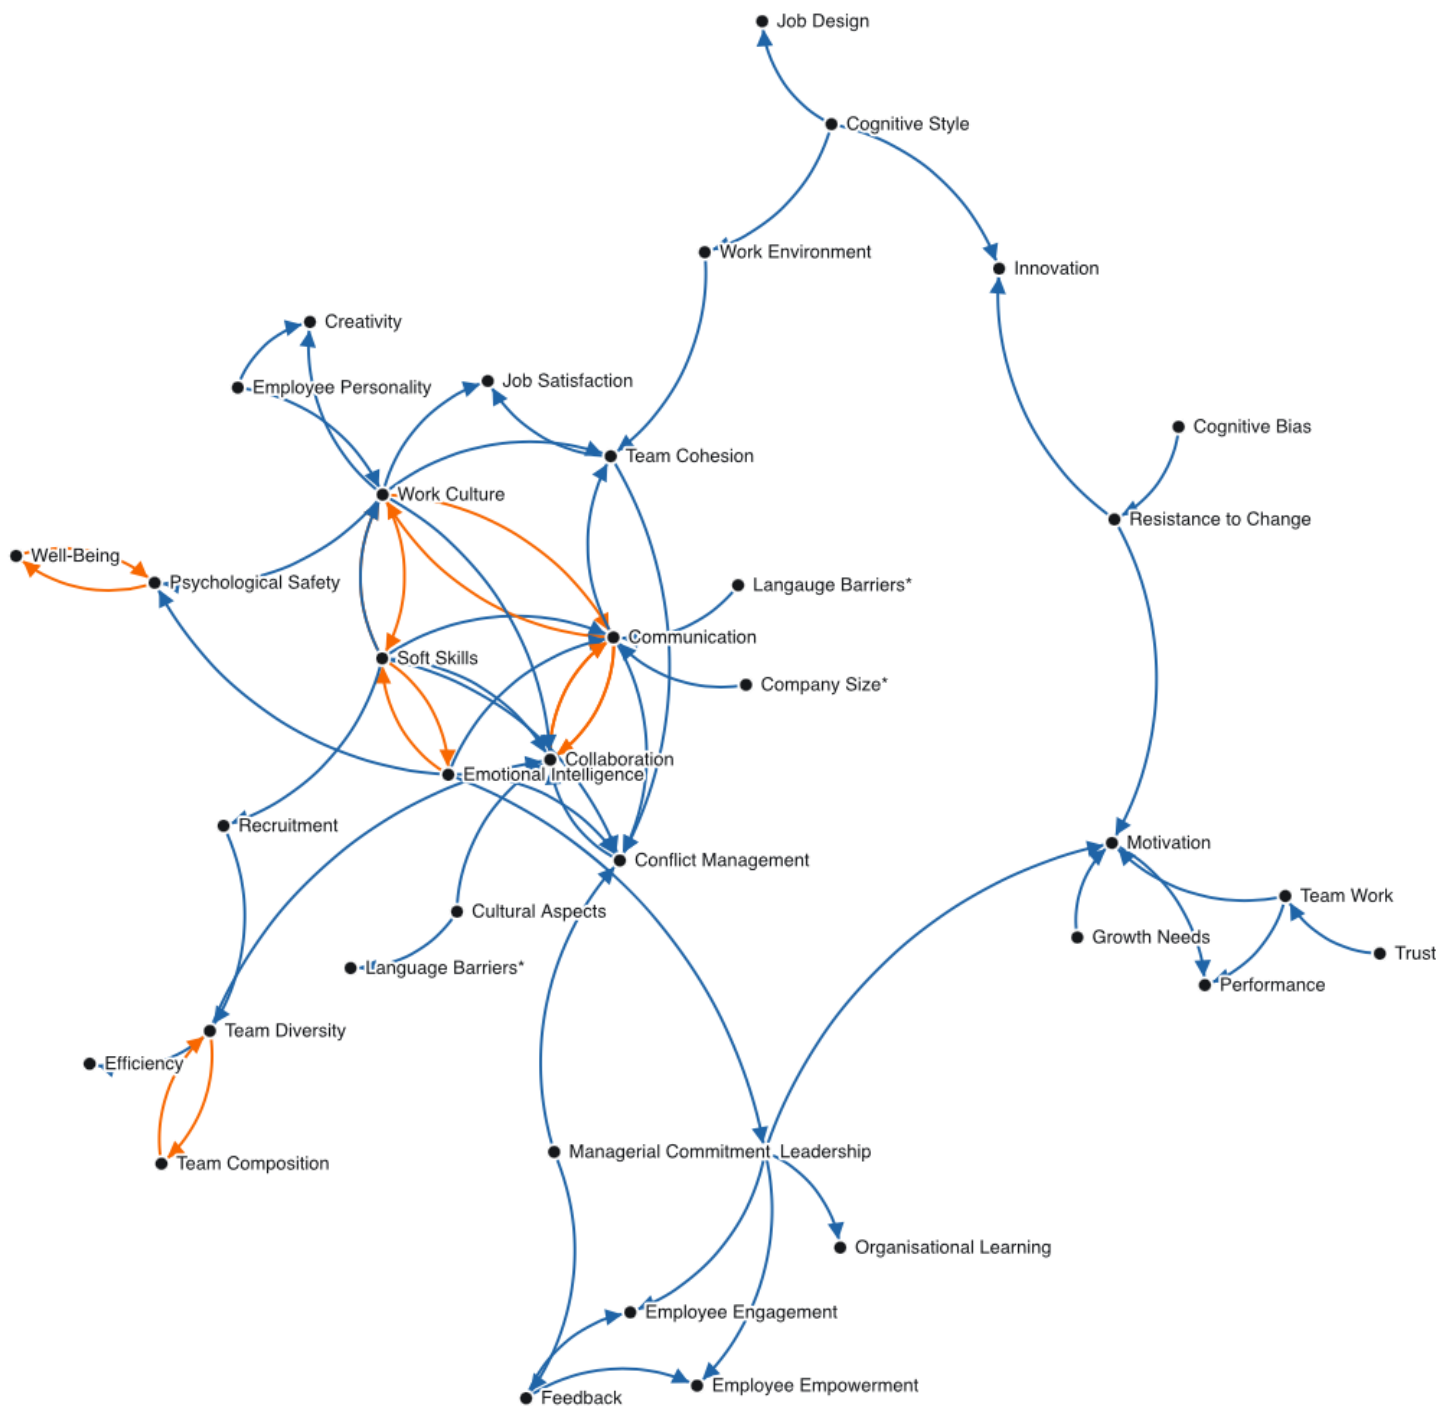 Job Design
Cognitive Style
Work Environment
Innovation
Creativity
Employee Personality
Job Satisfaction
Cognitive Bias
Team Cohesion
Work Culture
Resistance to Change
Well-Being
Psychological Safety
Langauge Barriers*
Communication
Soft Skills
Company Size*
Collaboration
Emotional Intelligence
Recruitment
Motivation
Conflict Management
Team Work
Cultural Aspects
Growth Needs
Trust
Language Barriers*
Performance
Team Diversity
Efficiency
Managerial Commitment
Leadership
Team Composition
Organisational Learning
Employee Engagement
Employee Empowerment
Feedback